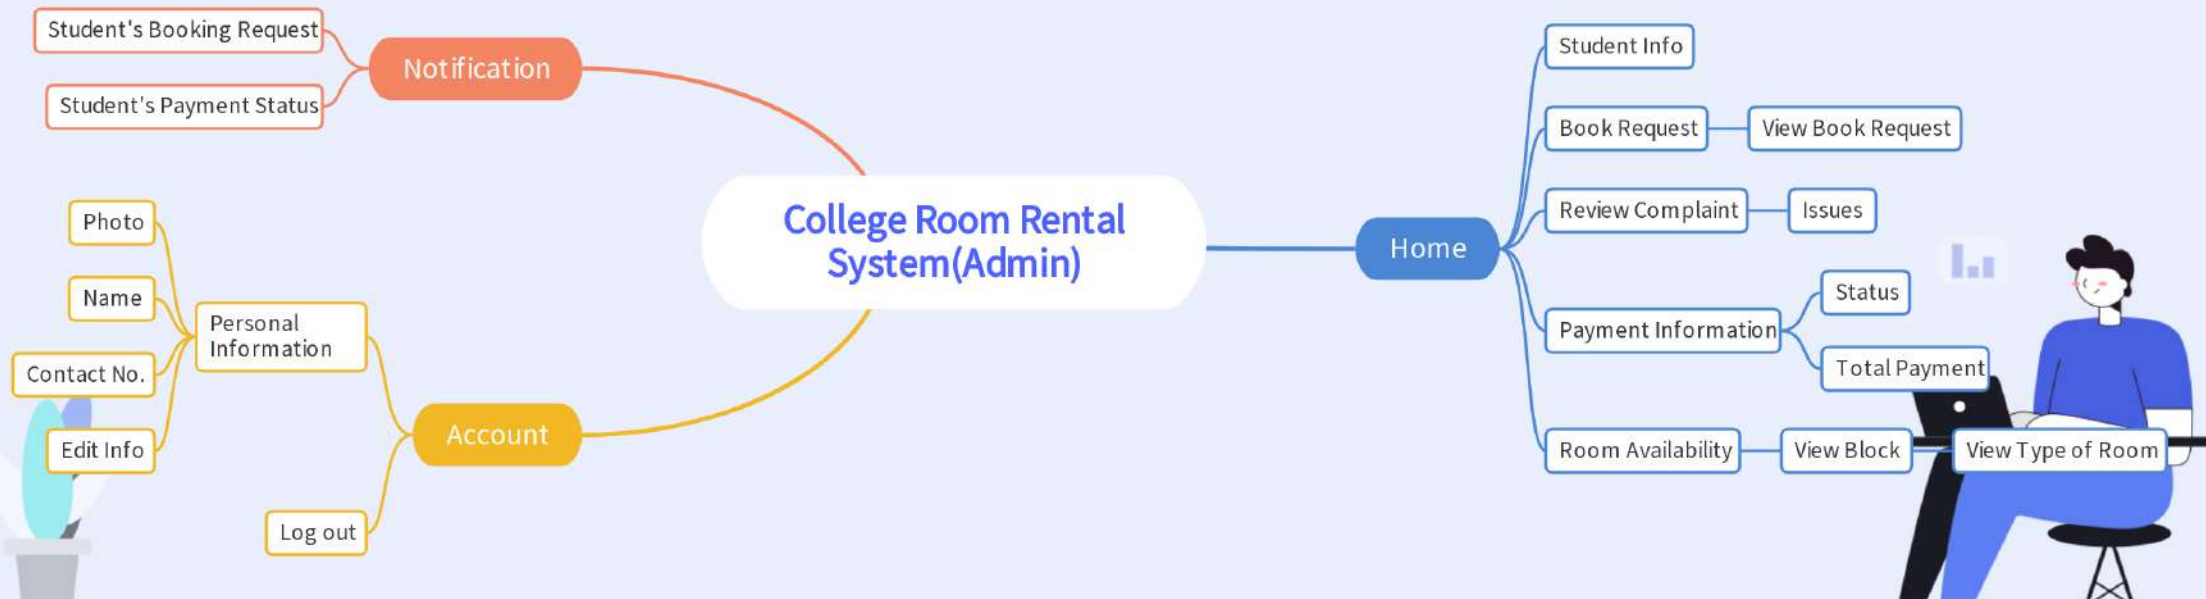 Student's Booking Request
Notification
Student's Payment Status
Photo
Name
Personal
Information
Contact No.
Edit Info
Account
Log out
College Room Rental
System(Admin)
Home
Student Info
Book Request
View Book Request
Review Complaint
Issues
Payment Information
Status
Total Payment
Room Availability
View Block
View Type of Room